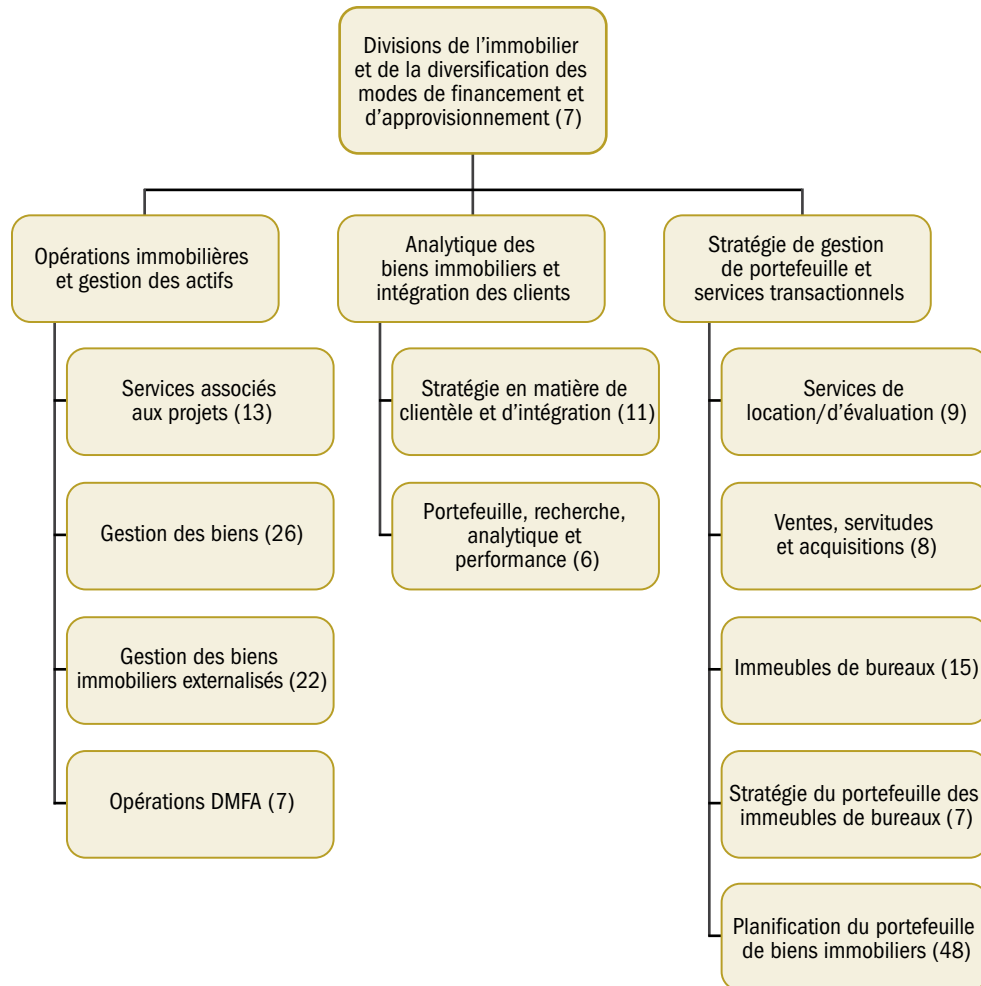 Divisions de l’immobilier
et de la diversification des
modes de financement et
d’approvisionnement (7)
Opérations immobilières
et gestion des actifs
Services associés
aux projets (13)
Gestion des biens (26)
Gestion des biens
immobiliers externalisés (22)
Opérations DMFA (7)
Analytique des
biens immobiliers et
intégration des clients
Stratégie en matière de
clientèle et d’intégration (11)
Portefeuille, recherche,
analytique et
performance (6)
Stratégie de gestion
de portefeuille et
services transactionnels
Services de
location/d’évaluation (9)
Ventes, servitudes
et acquisitions (8)
Immeubles de bureaux (15)
Stratégie du portefeuille des
immeubles de bureaux (7)
Planification du portefeuille
de biens immobiliers (48)